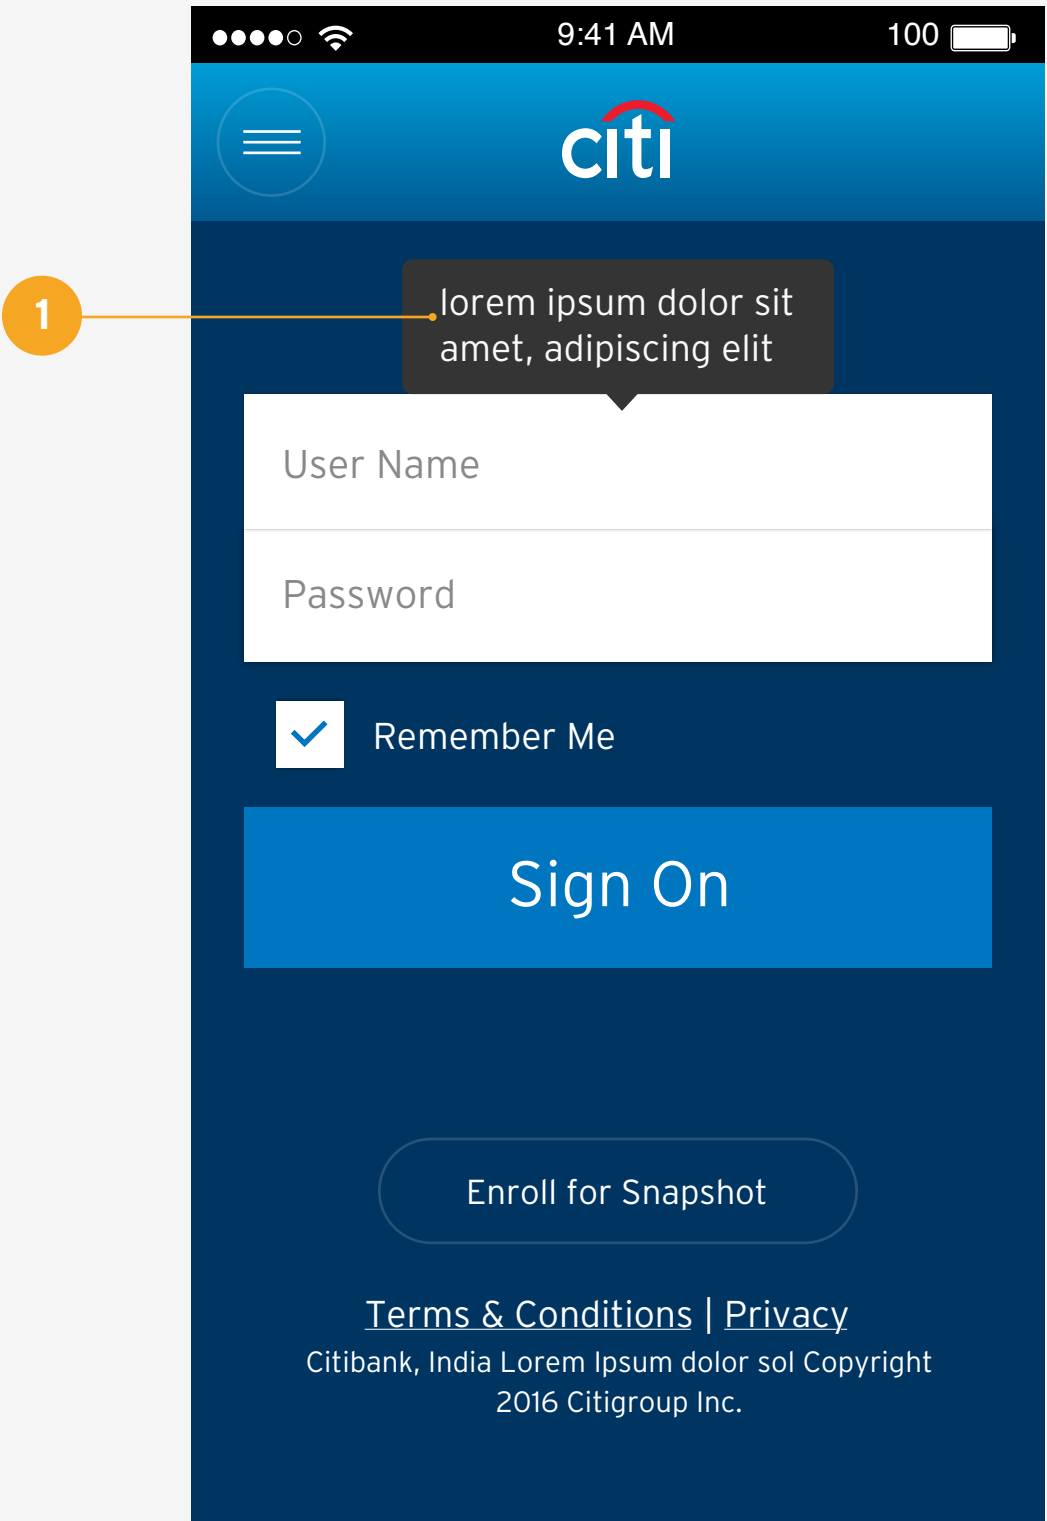 9:41 AM
100
citi
1
lorem ipsum dolor sit
amet, adipiscing elit
User Name
Password
Remember Me
Sign On
Enroll for Snapshot
Terms & Conditions | Privacy
Citibank, India Lorem Ipsum dolor sol Copyright
2016 Citigroup Inc.